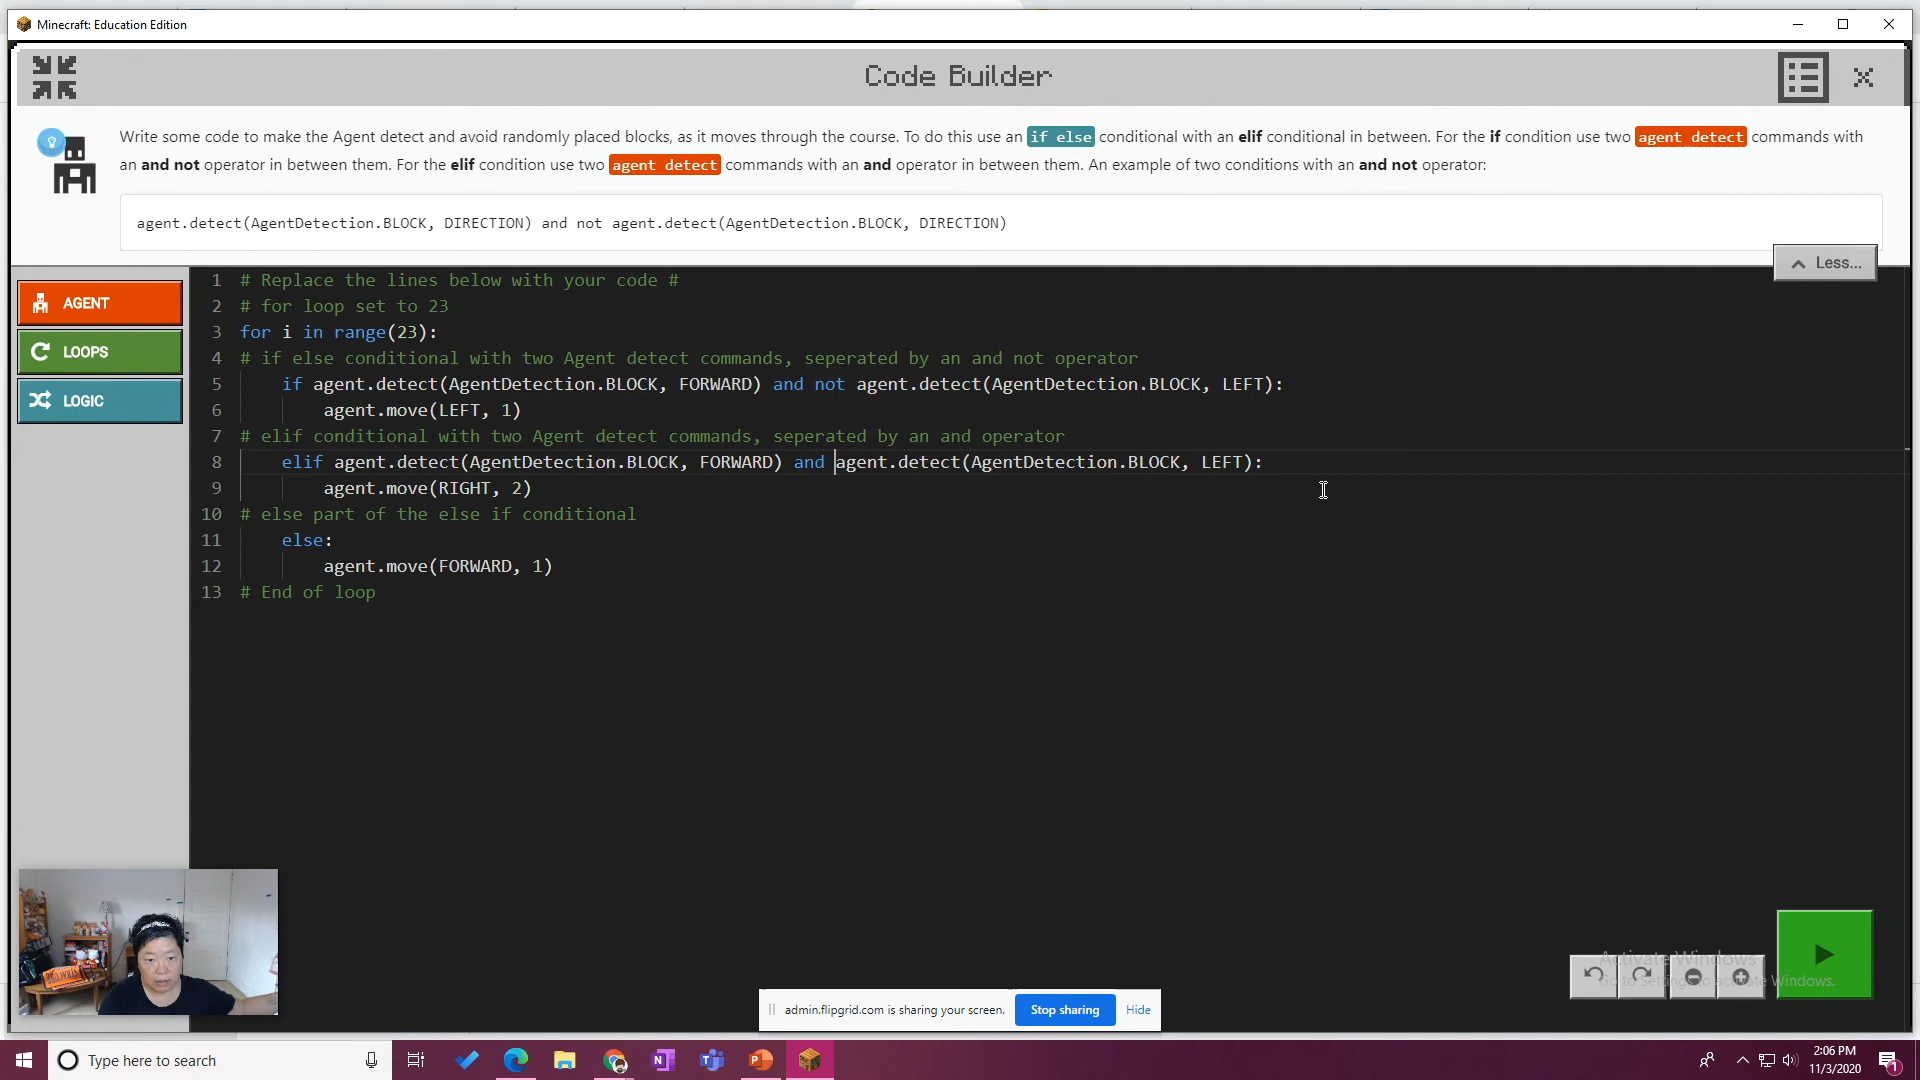 Minecraft: Education Edition
Code Builder
Write some code to make the Agent detect and avoid randomly placed blocks, as it moves through the course. To do this use an if else conditional with an elif conditional in between. For the if condition use two agent detect commands with
an and not operator in between them. For the elif condition use two agent detect commands with an and operator in between them. An example of two conditions with an and not operator:
agent.detect(AgentDetection.BLOCK, DIRECTION) and not agent.detect(AgentDetection.BLOCK, DIRECTION)
Less...
AGENT
LOOPS
LOGIC
1 # Replace the lines below with your code #
2 # for loop set to 23
3 for i in range(23):
4 # if else conditional with two Agent detect commands, seperated by an and not operator
5 if agent.detect(AgentDetection.BLOCK, FORWARD) and not agent.detect(AgentDetection.BLOCK, LEFT):
6 agent.move(LEFT, 1)
7 # elif conditional with two Agent detect commands, seperated by an and operator
8 elif agent.detect(AgentDetection.BLOCK, FORWARD) and agent.detect(AgentDetection.BLOCK, LEFT):
9 agent.move(RIGHT, 2)
10 # else part of the else if conditional
11 else:
12 agent.move(FORWARD, 1)
13 # End of loop
SYRACUSE
Activate Windows
Go to Settings to activate Windows.
admin.flipgrid.com is sharing your screen.
Stop sharing
Hide
Type here to search
2:06 PM
11/3/2020
1